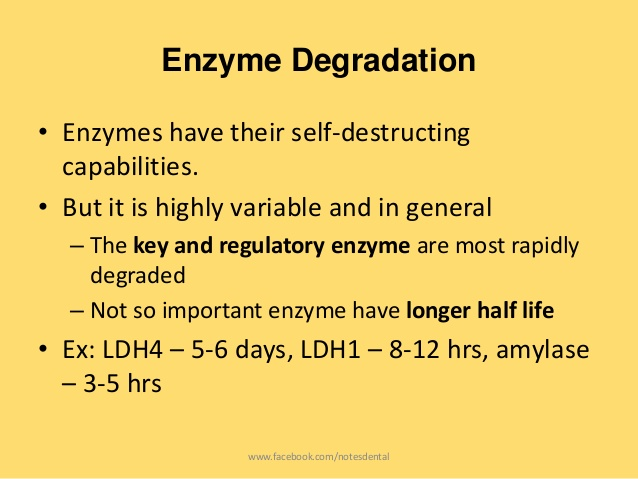 Enzyme Degradation
• Enzymes have their self-destructing
capabilities.
• But it is highly variable and in general
– The key and regulatory enzyme are most rapidly
degraded
– Not so important enzyme have longer half life
• Ex: LDH4 – 5-6 days, LDH1 – 8-12 hrs, amylase
– 3-5 hrs
www.facebook.com/notesdental